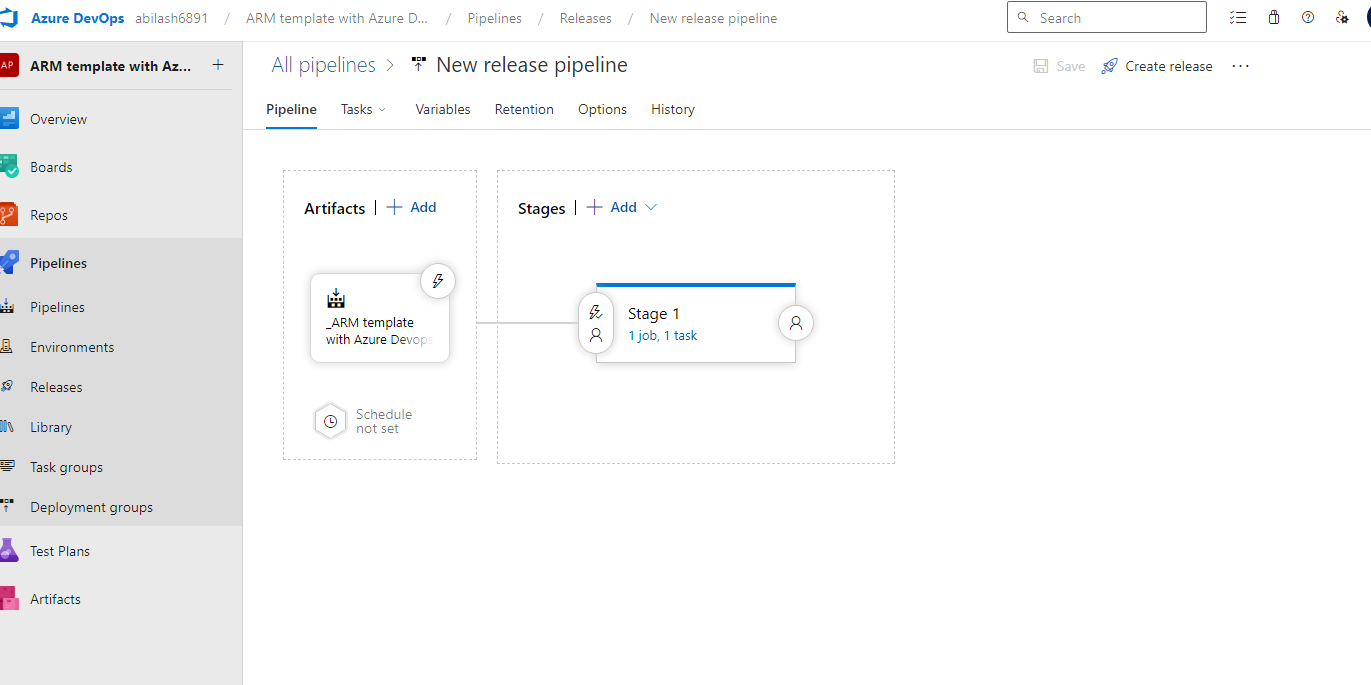 Azure DevOps abilash6891 / ARM template with Azure D... / Pipelines / Releases / New release pipeline
Search
AP ARM template with Az... +
Overview
Boards
Repos
Pipelines
Pipelines
Environments
Releases
Library
Task groups
Deployment groups
Test Plans
Artifacts
All pipelines > New release pipeline
Save Create release ...
Pipeline Tasks Variables Retention Options History
Artifacts | + Add
_ARM template
with Azure Devops
Schedule
not set
Stages | + Add
Stage 1
1 job, 1 task